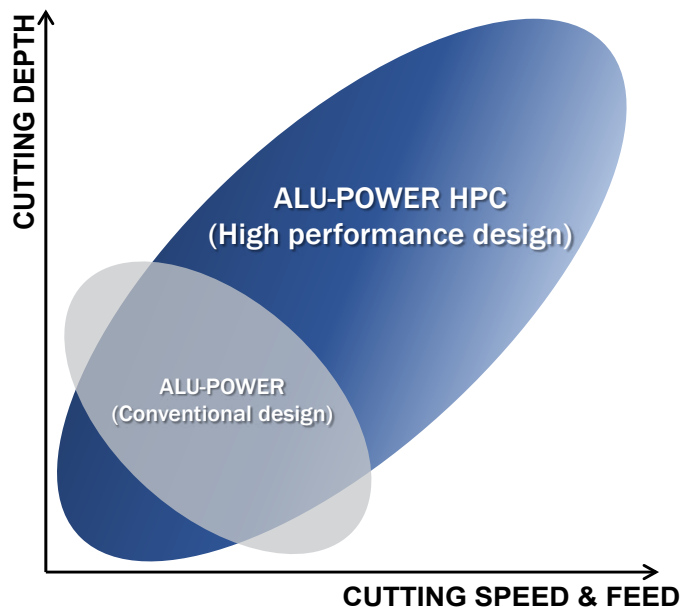 CUTTING DEPTH
ALU-POWER HPC
(High performance design)
ALU-POWER
(Conventional design)
CUTTING SPEED & FEED